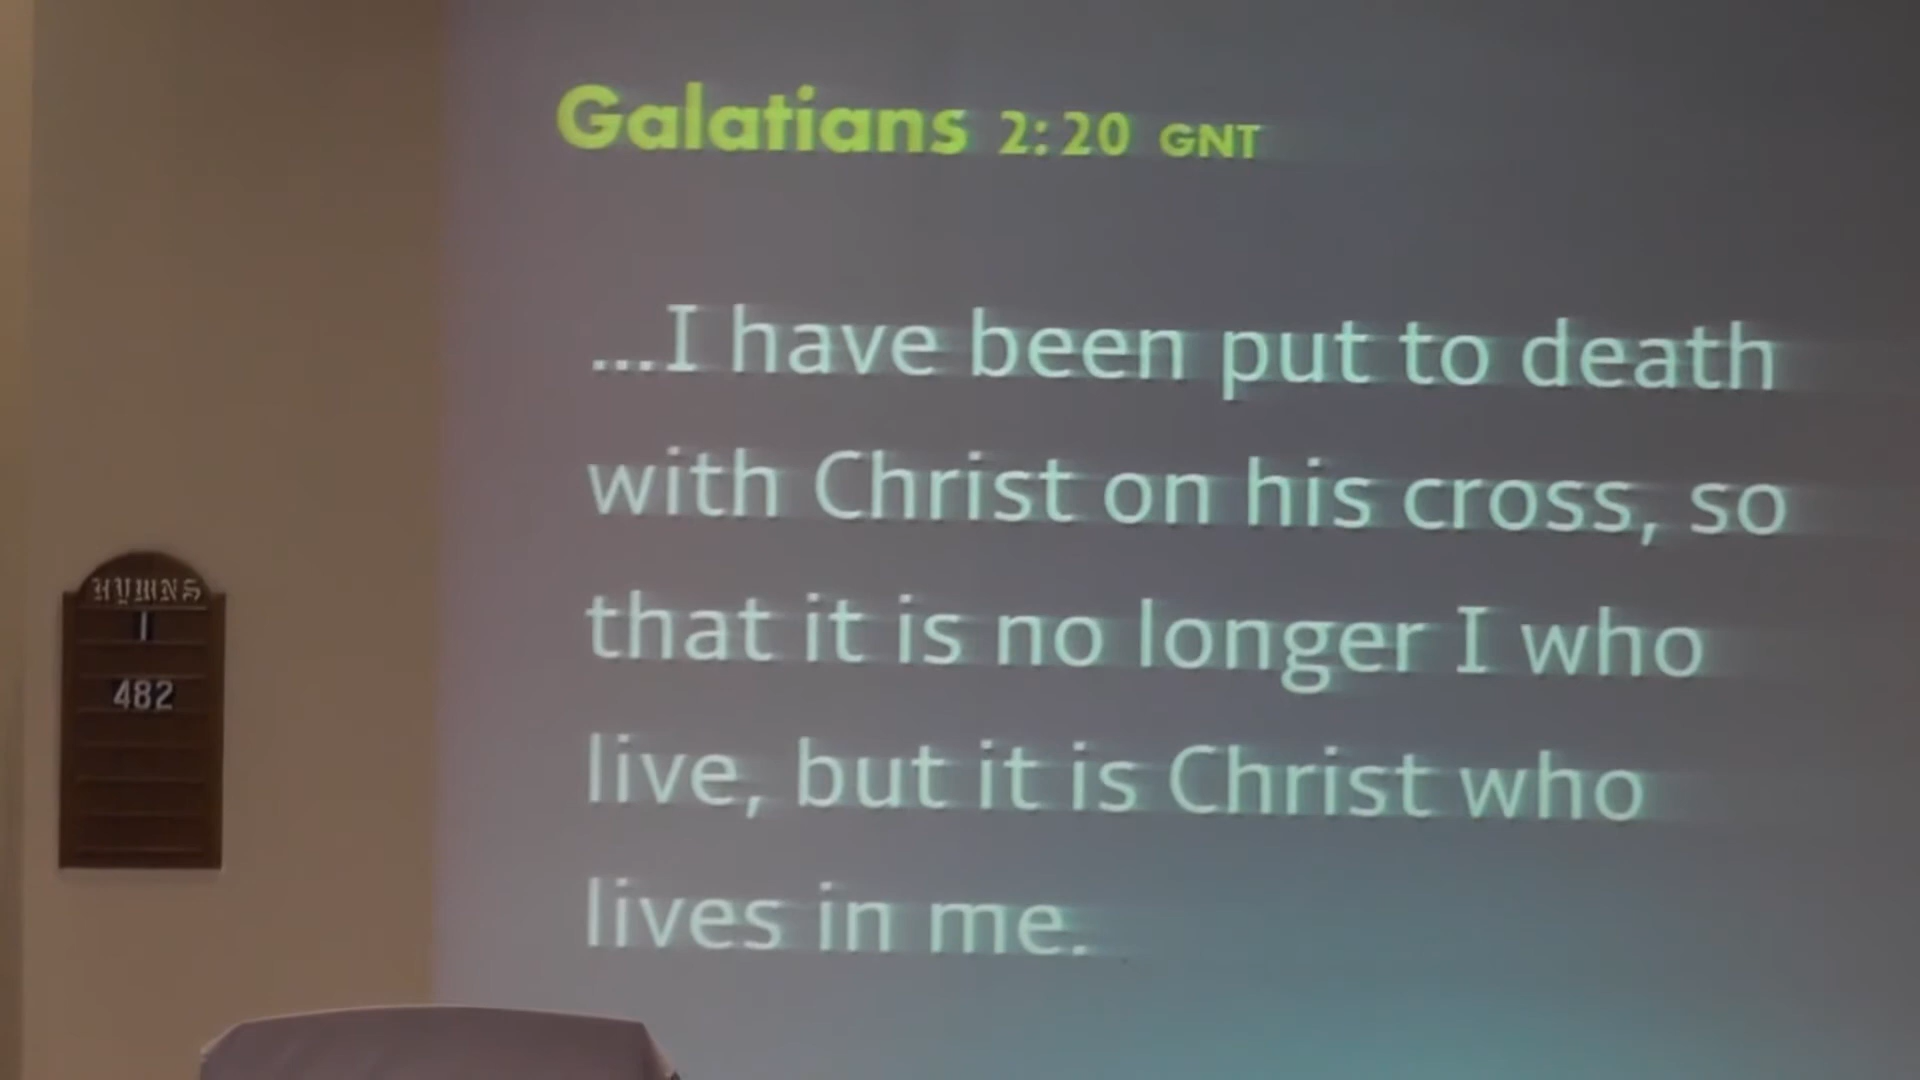 Galatians 2:20 GNT
...I have been put to death
with Christ on his cross, so
that it is no longer I who
live, but it is Christ who
lives in me.
HYMNS
1
482